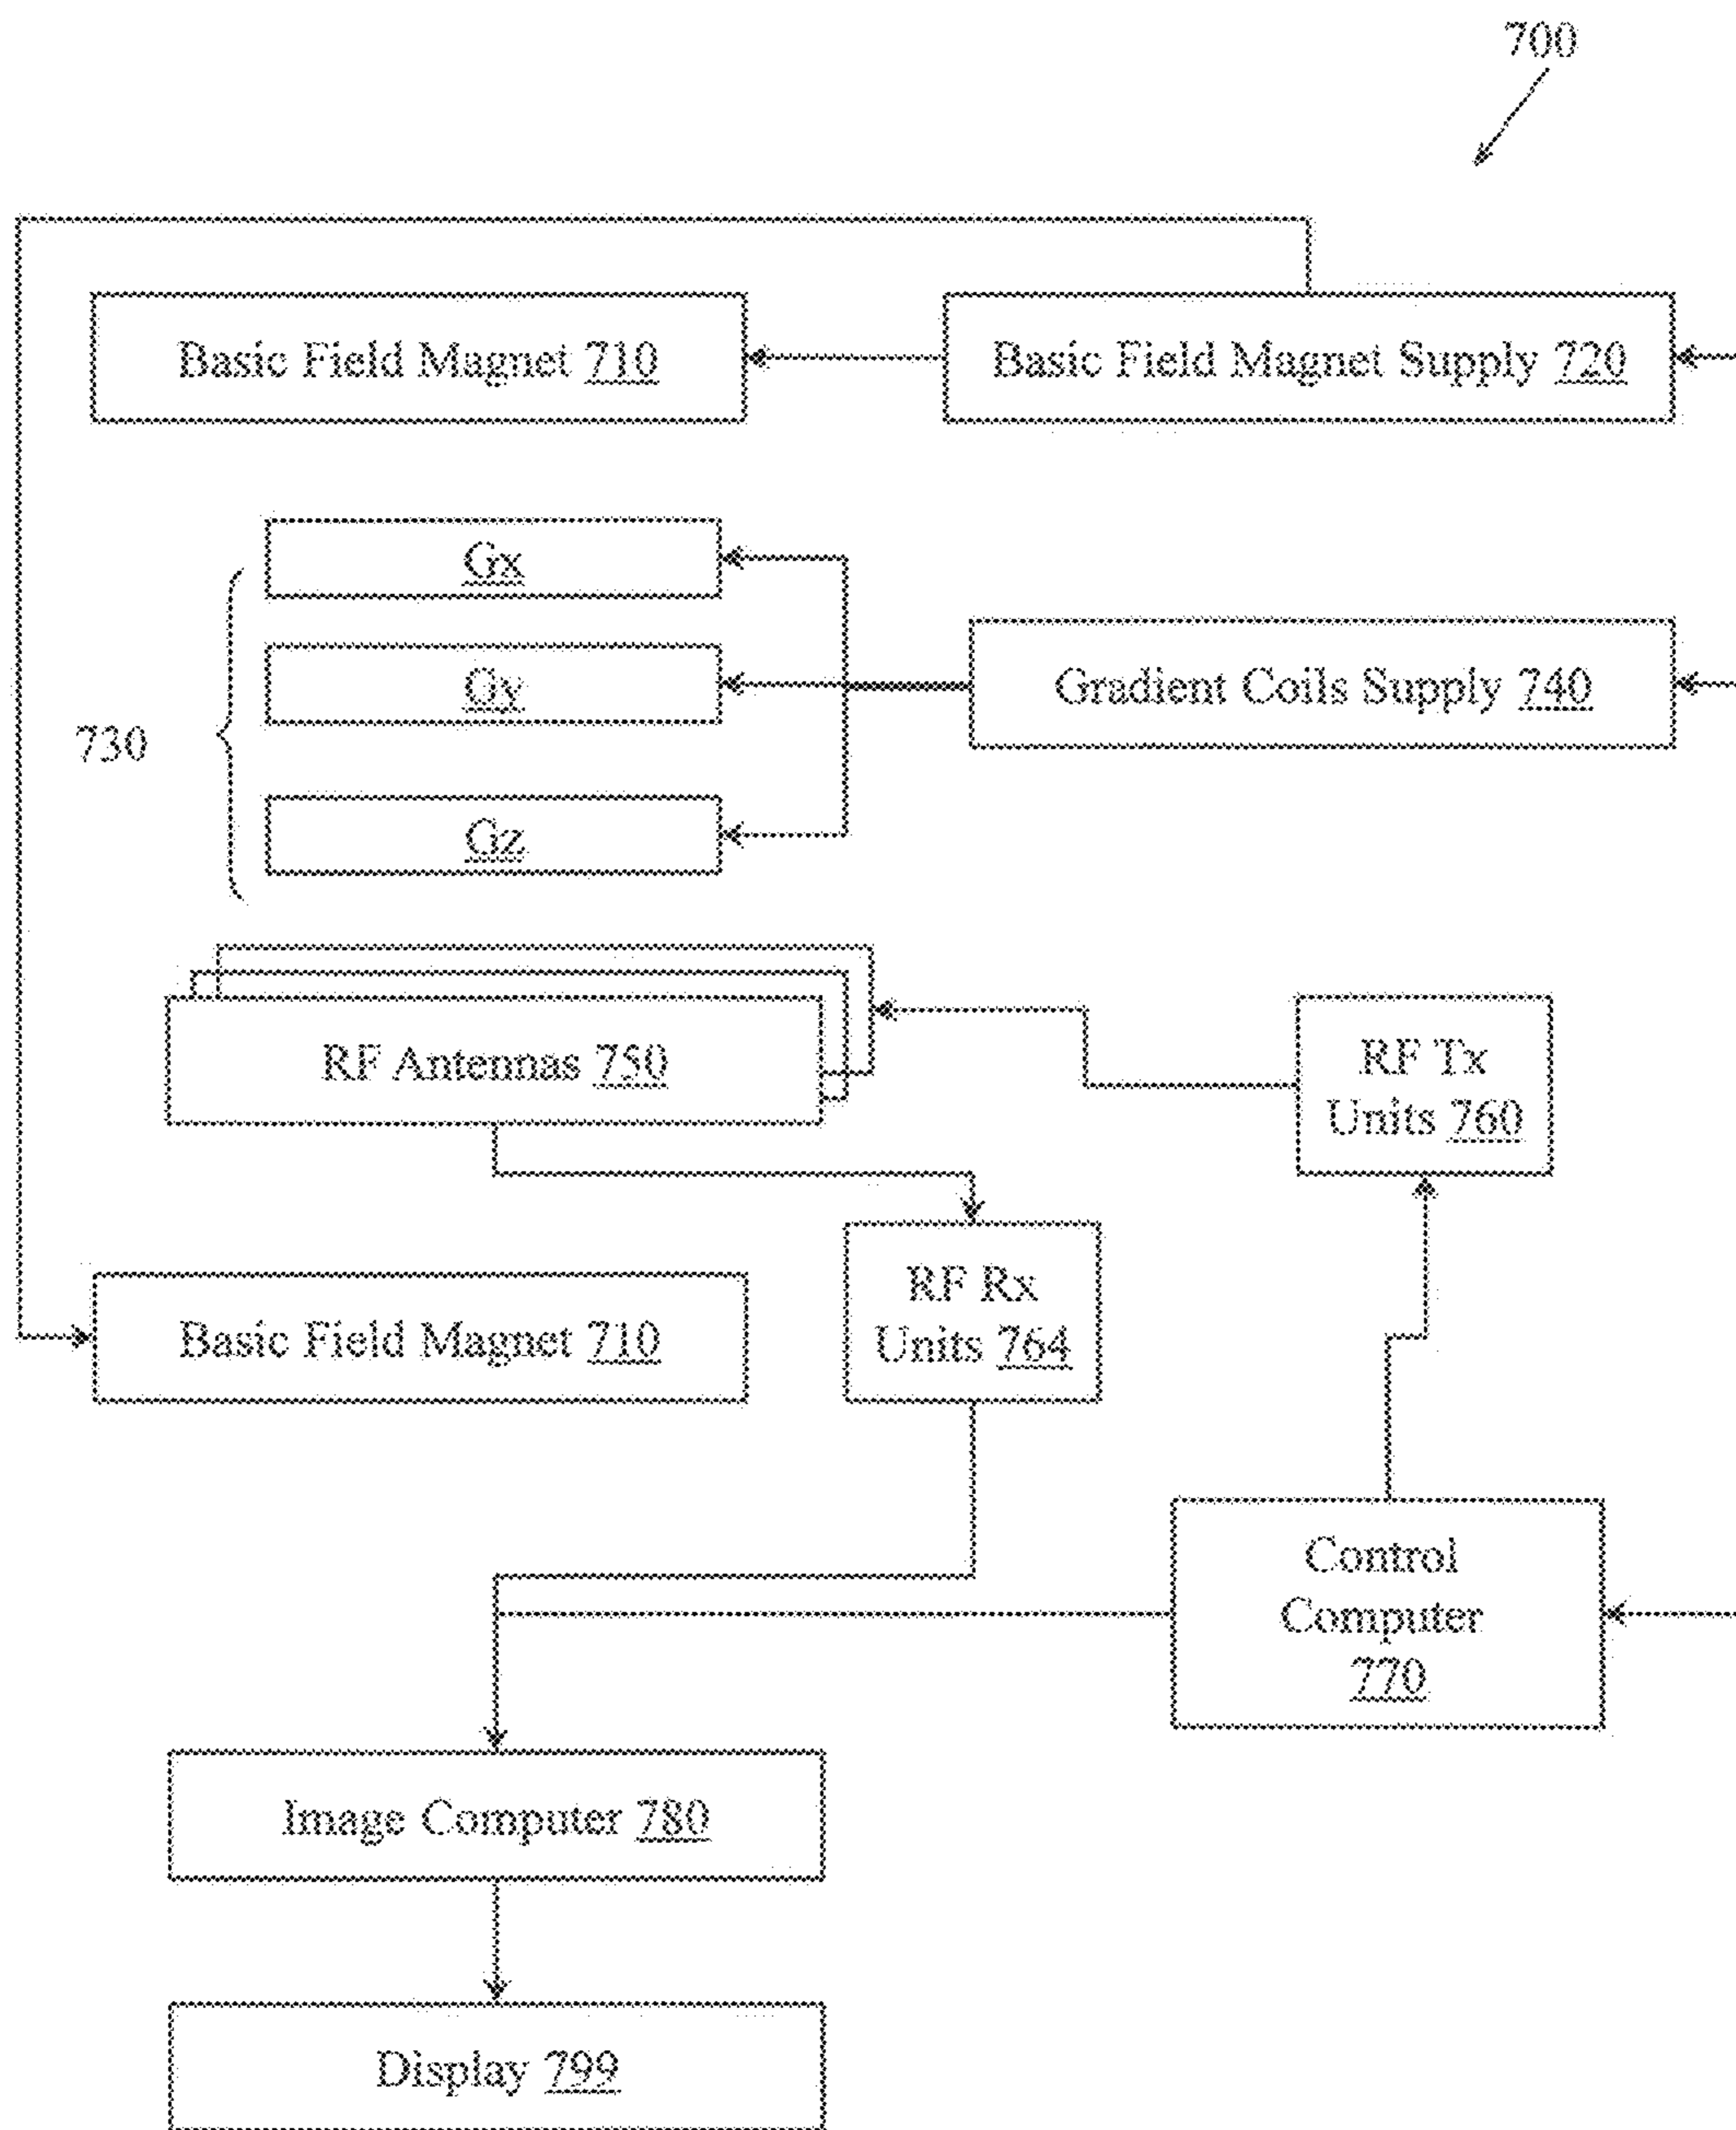 700
Basic Field Magnet 710
Basic Field Magnet Supply 720
Gx
Gy
Gz
730
Gradient Coils Supply 740
RF Antennas 750
RF Tx
Units 760
RF Rx
Units 764
Basic Field Magnet 710
Control
Computer
770
Image Computer 780
Display 799